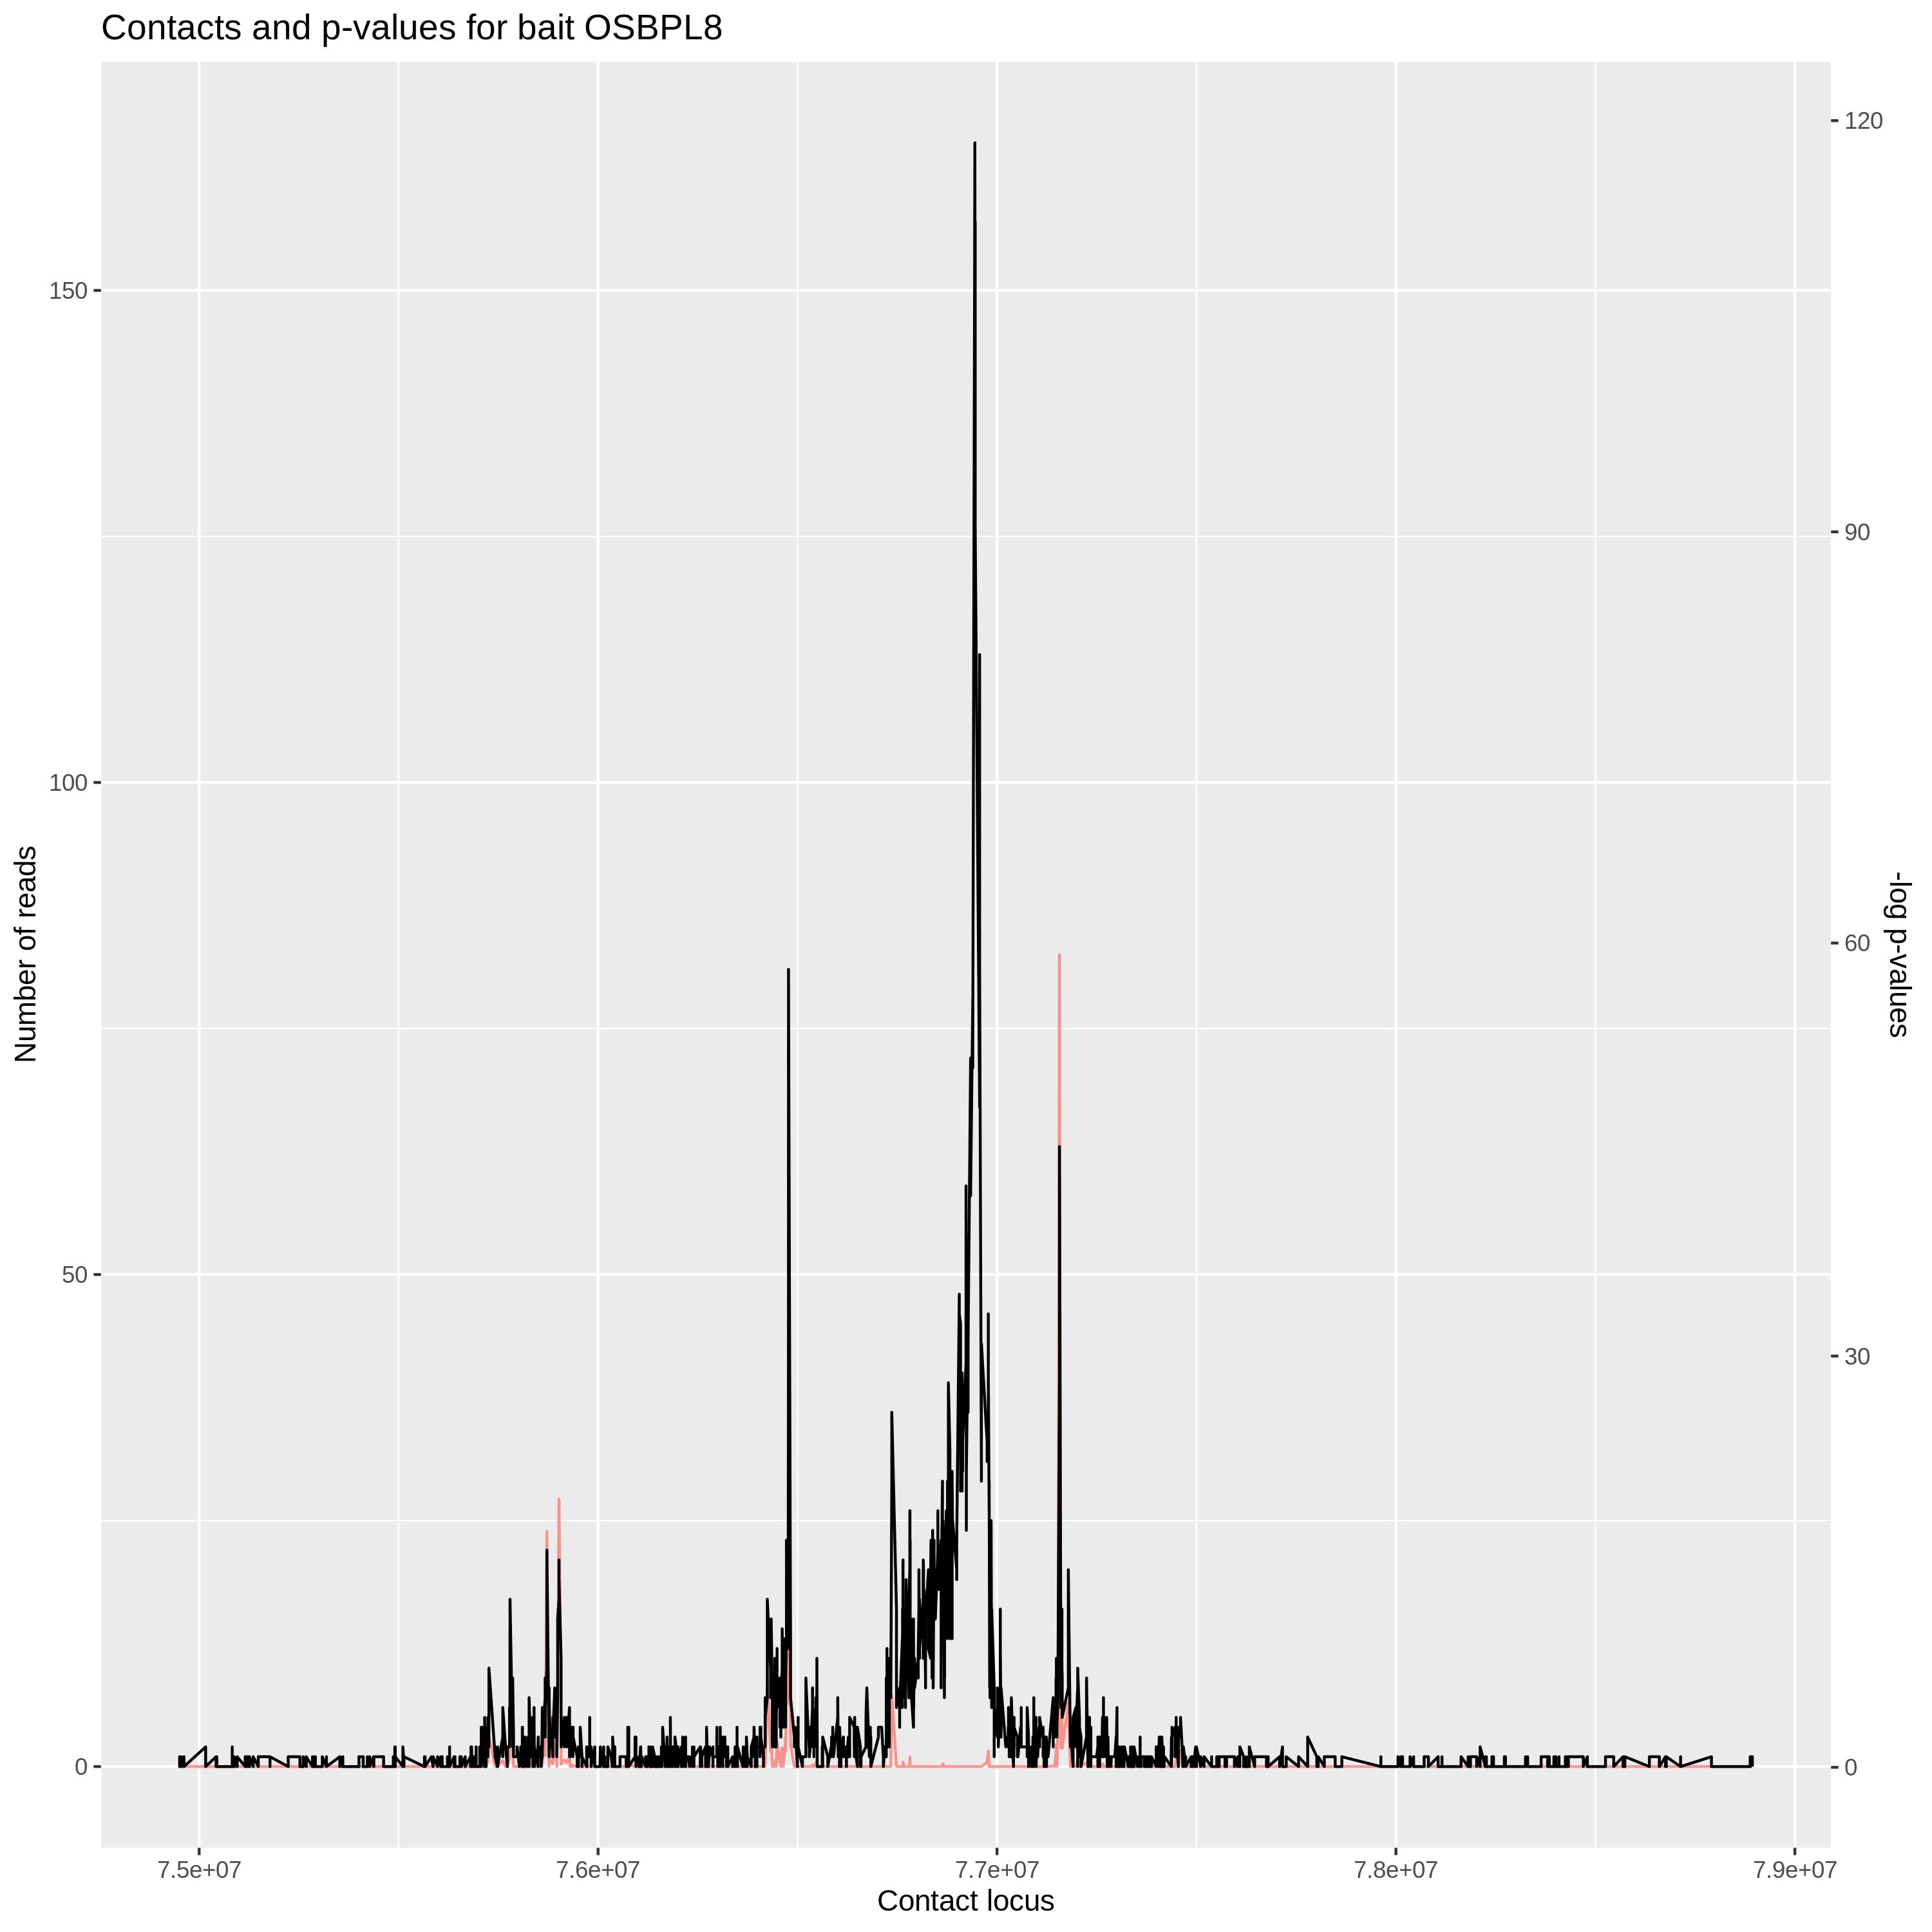 Contacts and p-values for bait OSBPL8
150
100
50
0
120
90
60
30
0
Number of reads
-log p-values
7.5e+07
7.6e+07
7.7e+07
7.8e+07
7.9e+07
Contact locus